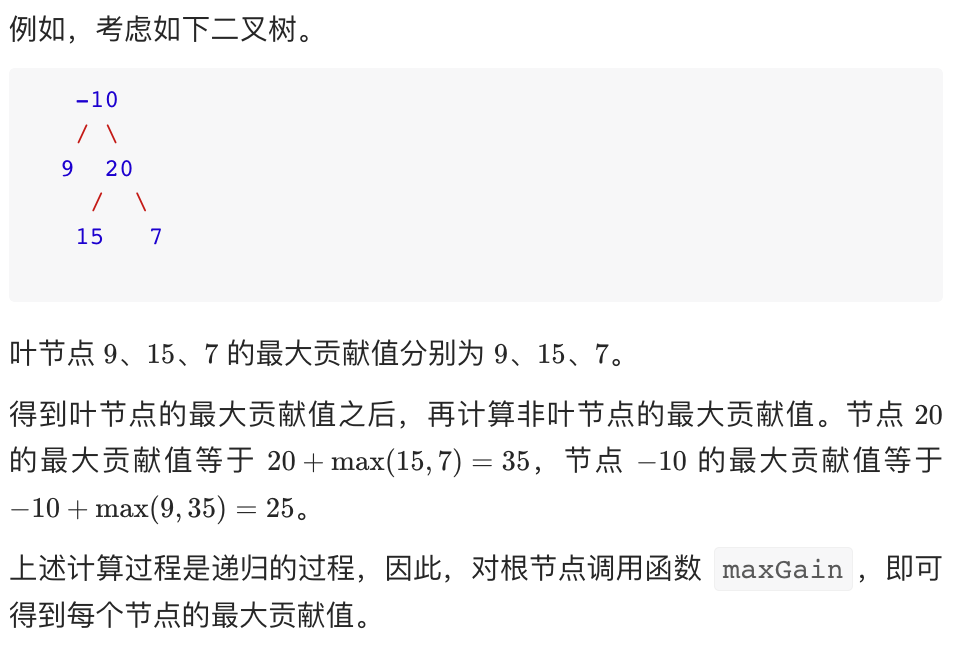 例如，考虑如下二叉树。
-10
/ \
9 20
/ \
15 7
叶节点 9、15、7 的最大贡献值分别为 9、15、7。
得到叶节点的最大贡献值之后，再计算非叶节点的最大贡献值。节点 20
的最大贡献值等于 20 + max(15, 7) = 35，节点 −10 的最大贡献值等于
−10 + max(9, 35) = 25。
上述计算过程是递归的过程，因此，对根节点调用函数 maxGain ，即可
得到每个节点的最大贡献值。